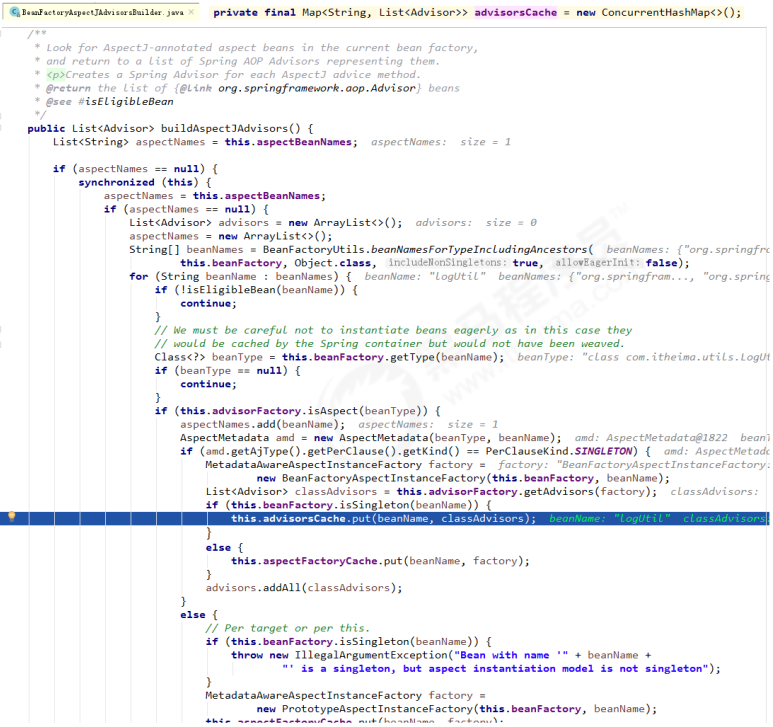 BeanFactoryAspectJAdvisorsBuilder.java × private final Map<String, List<Advisor>> advisorsCache = new ConcurrentHashMap<>();
/**
* Look for AspectJ-annotated aspect beans in the current bean factory,
* and return to a list of Spring AOP Advisors representing them.
* <p>Creates a Spring Advisor for each AspectJ advice method.
* @return the list of {@link org.springframework.aop.Advisor} beans
* @see #isEligibleBean
*/
public List<Advisor> buildAspectJAdvisors() {
List<String> aspectNames = this.aspectBeanNames; aspectNames: size = 1
if (aspectNames == null) {
synchronized (this) {
aspectNames = this.aspectBeanNames;
if (aspectNames == null) {
List<Advisor> advisors = new ArrayList<>(); advisors: size = 0
aspectNames = new ArrayList<>();
String[] beanNames = BeanFactoryUtils.beanNamesForTypeIncludingAncestors( beanNames: {"org.springfra
this.beanFactory, Object.class, includeNonSingletons: true, allowEagerInit: false);
for (String beanName : beanNames) { beanName: "logUtil" beanNames: {"org.springfram..., "org.spring
if (!isEligibleBean(beanName)) {
continue;
}
// We must be careful not to instantiate beans eagerly as in this case they
// would be cached by the Spring container but would not have been weaved.
Class<?> beanType = this.beanFactory.getType(beanName); beanType: "class com.itheima.utils.LogUt
if (beanType == null) {
continue;
}
if (this.advisorFactory.isAspect(beanType)) {
aspectNames.add(beanName); aspectNames: size = 1
AspectMetadata amd = new AspectMetadata(beanType, beanName); amd: AspectMetadata@1822 beanT
if (amd.getAjType().getPerClause().getKind() == PerClauseKind.SINGLETON) { amd: AspectMetada
MetadataAwareAspectInstanceFactory factory = factory: "BeanFactoryAspectInstanceFactory:
new BeanFactoryAspectInstanceFactory(this.beanFactory, beanName);
List<Advisor> classAdvisors = this.advisorFactory.getAdvisors(factory); classAdvisors:
if (this.beanFactory.isSingleton(beanName)) {
this.advisorsCache.put(beanName, classAdvisors); beanName: "logUtil" classAdvisors
}
else {
this.aspectFactoryCache.put(beanName, factory);
}
advisors.addAll(classAdvisors);
}
else {
// Per target or per this.
if (this.beanFactory.isSingleton(beanName)) {
throw new IllegalArgumentException("Bean with name '" + beanName +
"' is a singleton, but aspect instantiation model is not singleton");
}
MetadataAwareAspectInstanceFactory factory =
new PrototypeAspectInstanceFactory(this.beanFactory, beanName);
this.aspectFactoryCache.put(beanName, factory);